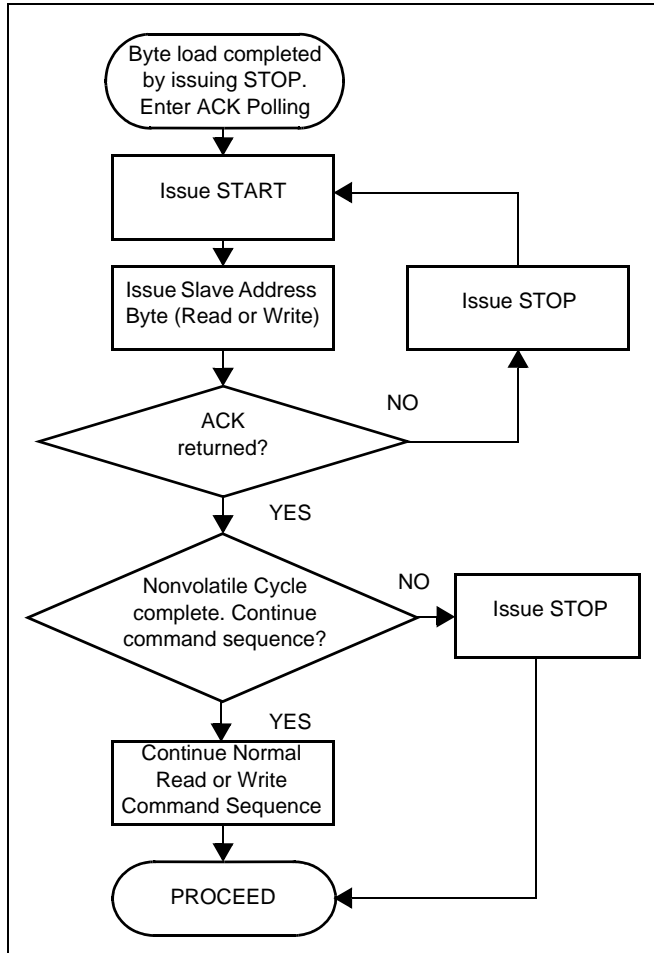 Byte load completed
by issuing STOP.
Enter ACK Polling
Issue START
Issue Slave Address
Byte (Read or Write)
Issue STOP
ACK
returned?
NO
YES
Nonvolatile Cycle
complete. Continue
command sequence?
NO
Issue STOP
YES
Continue Normal
Read or Write
Command Sequence
PROCEED